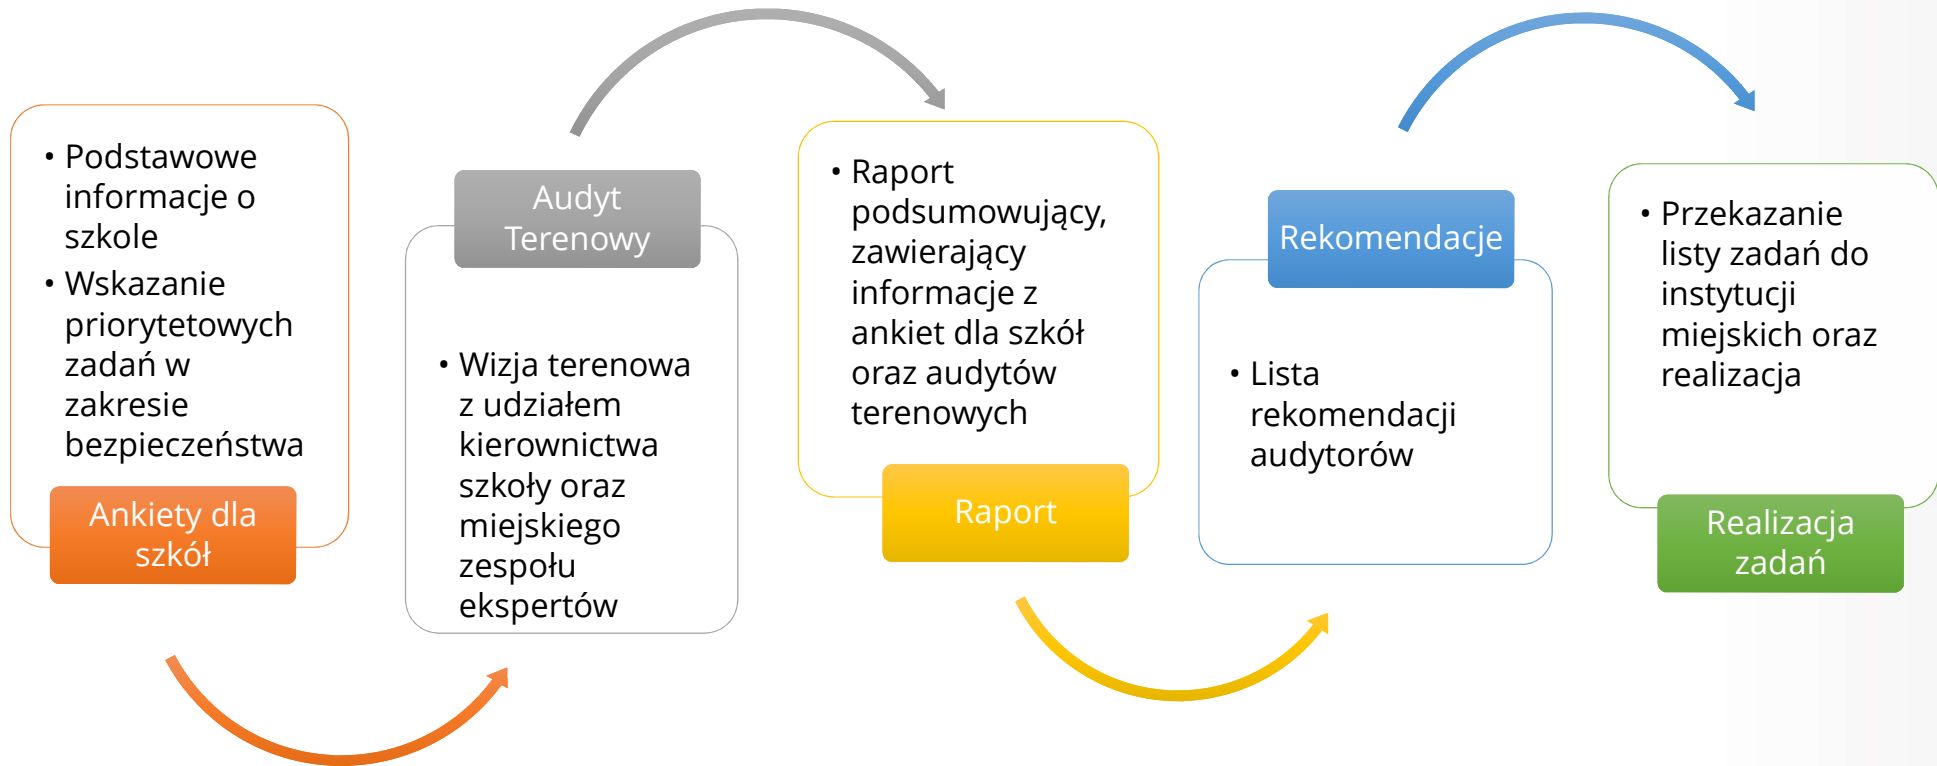 • Podstawowe
informacje o
szkole
• Wskazanie
priorytetowych
zadań w
zakresie
bezpieczeństwa
Ankiety dla
szkół
Audyt
Terenowy
• Wizja terenowa
z udziałem
kierownictwa
szkoły oraz
miejskiego
zespołu
ekspertów
• Raport
podsumowujący,
zawierający
informacje z
ankiet dla szkół
oraz audytów
terenowych
Raport
Rekomendacje
• Lista
rekomendacji
audytorów
• Przekazanie
listy zadań do
instytucji
miejskich oraz
realizacja
Realizacja
zadań